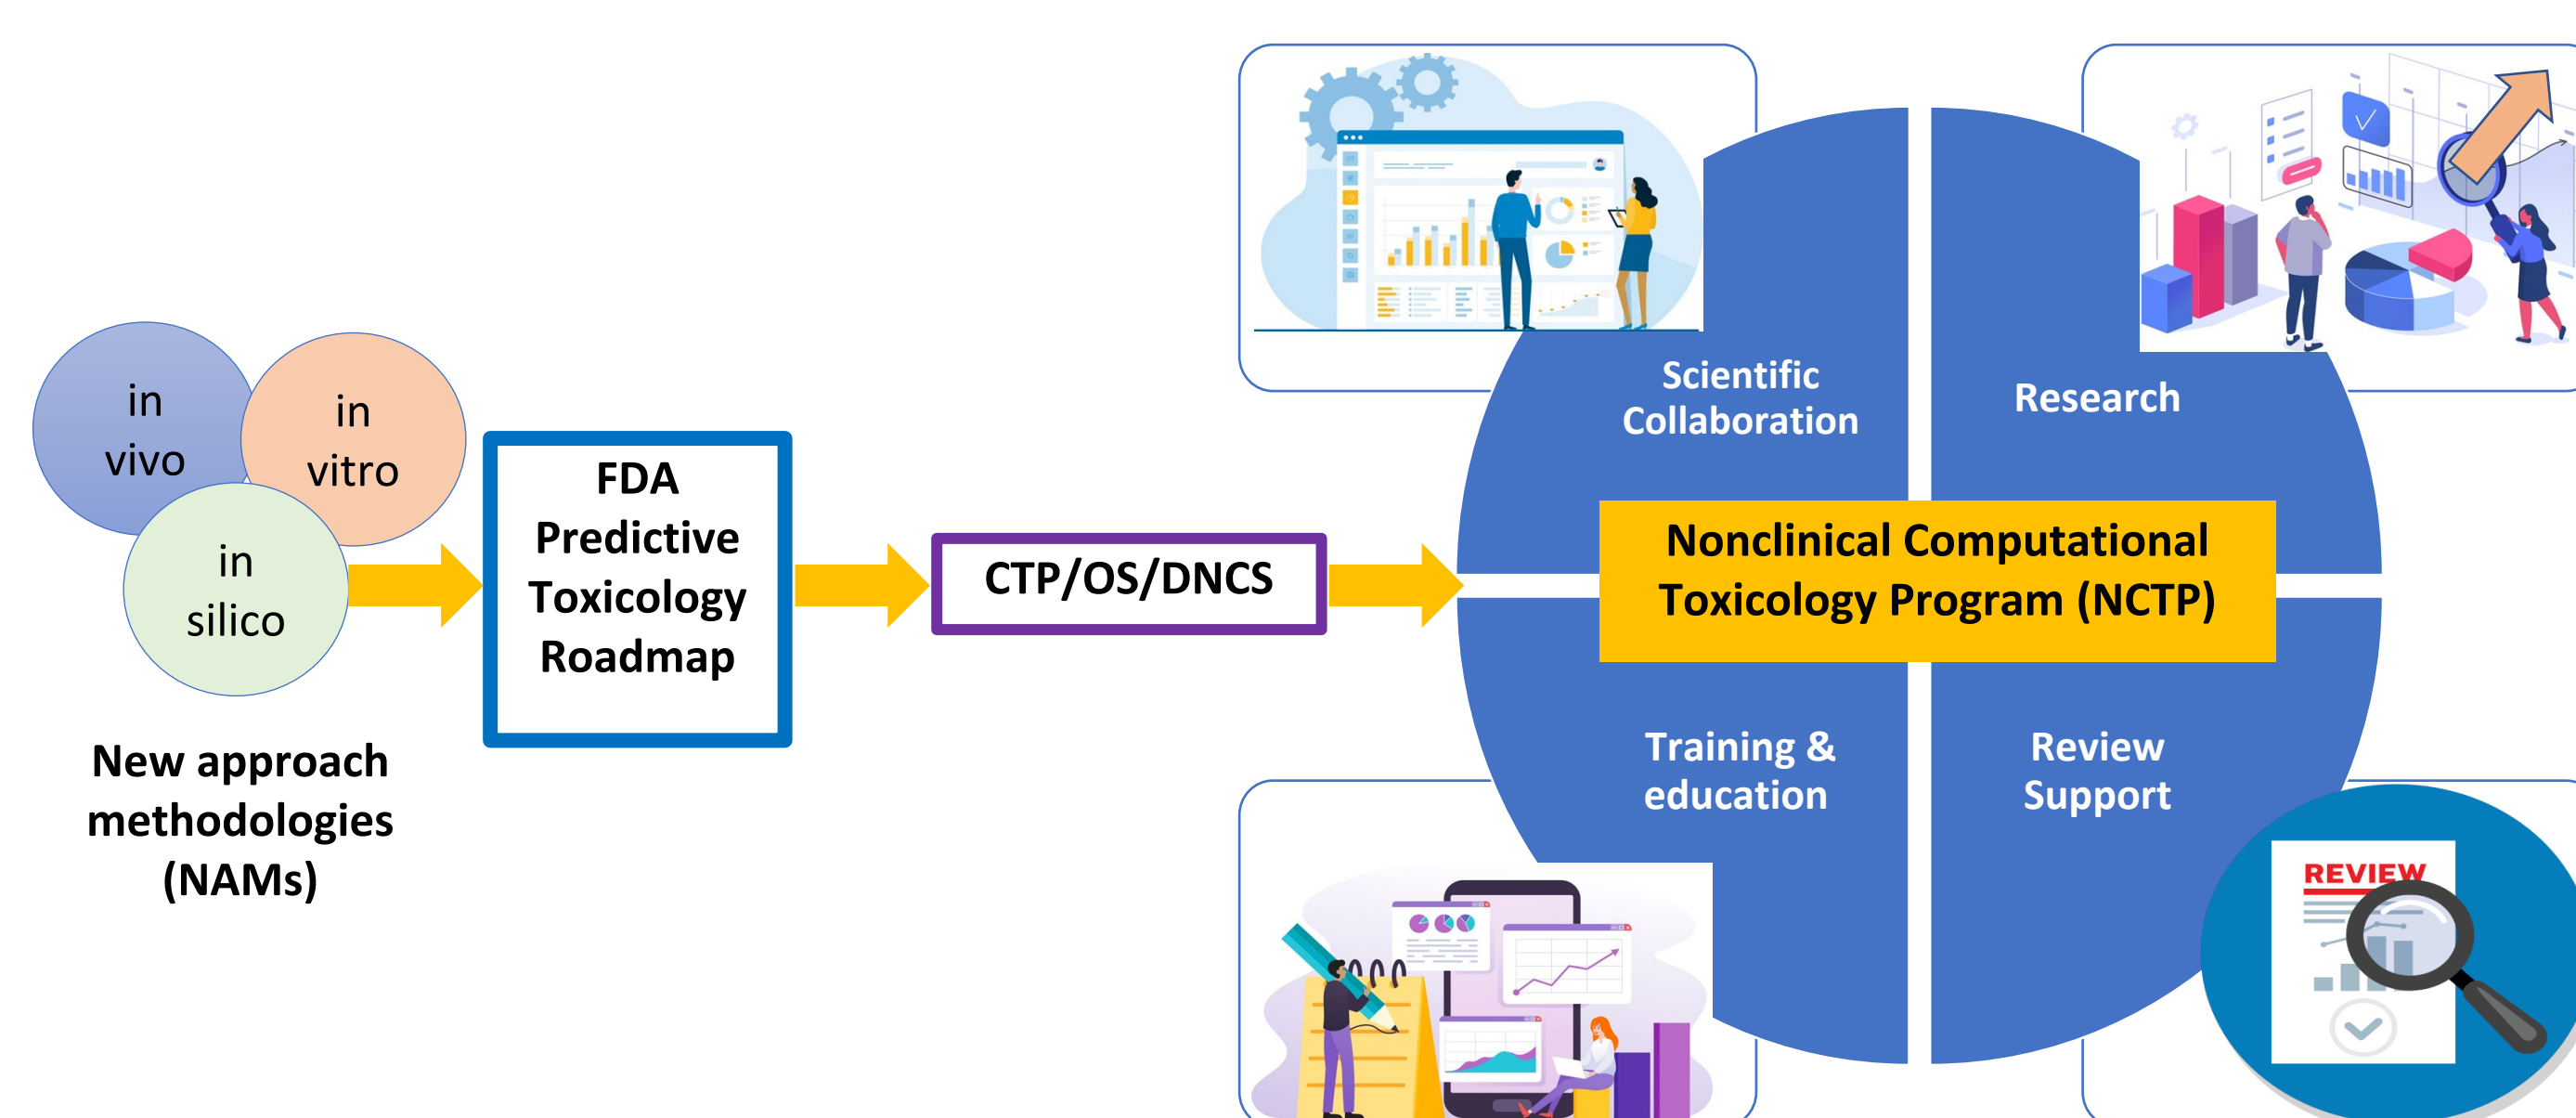 in
vivo
in
vitro
in
silico
New approach
methodologies
(NAMs)
FDA
Predictive
Toxicology
Roadmap
CTP/OS/DNCS
Scientific
Collaboration
Research
Nonclinical Computational
Toxicology Program (NCTP)
Training &
education
Review
Support
REVIEW